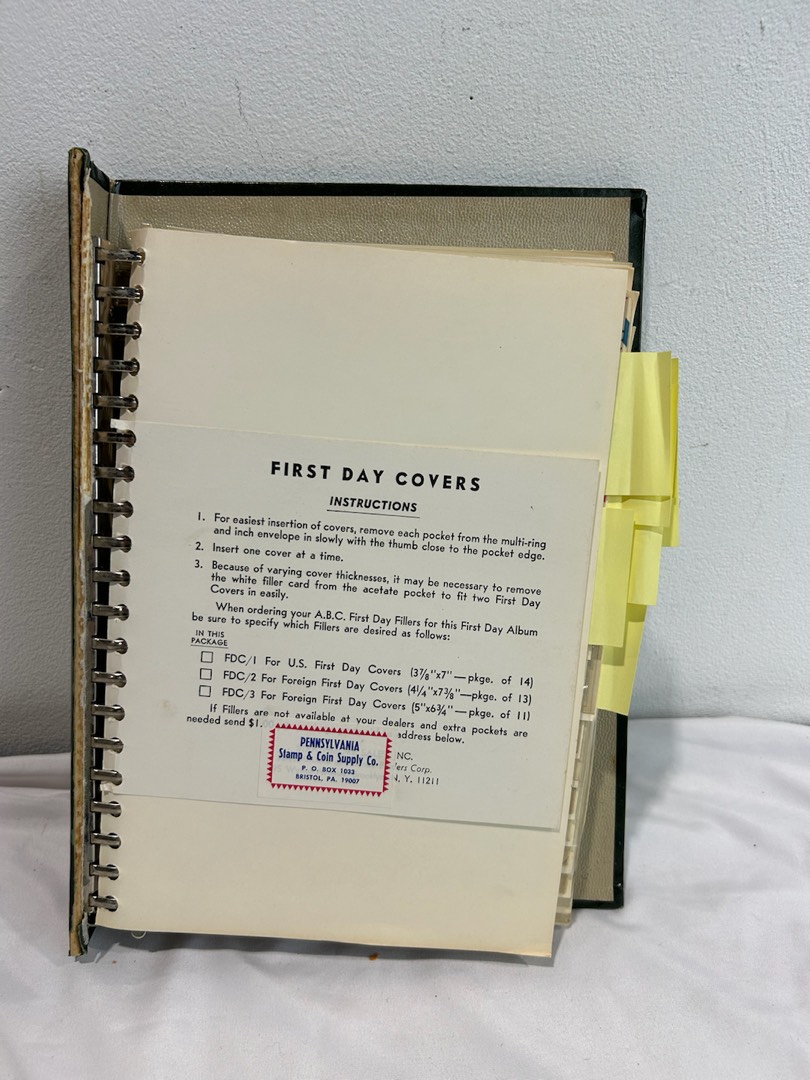 FIRST DAY COVERS
INSTRUCTIONS
1. For easiest insertion of covers, remove each pocket from the multi-ring
and inch envelope in slowly with the thumb close to the pocket edge.
2. Insert one cover at a time.
3. Because of varying cover thicknesses, it may be necessary to remove
the white filler card from the acetate pocket to fit two First Day
Covers in easily.
When ordering your A.B.C. First Day Fillers for this First Day Album
be sure to specify which Fillers are desired as follows:
IN THIS
PACKAGE
FDC/1 For U.S. First Day Covers (3⅞"x7"—pkge. of 14)
FDC/2 For Foreign First Day Covers (4¼"x7⅜"—pkge. of 13)
FDC/3 For Foreign First Day Covers (5"x6¾"—pkge. of 11)
If Fillers are not available at your dealers and extra pockets are
needed send $1. address below.
INC.
Corp.
N. Y. 11211
PENNSYLVANIA
Stamp & Coin Supply Co.
P. O. BOX 1033
BRISTOL, PA. 19007